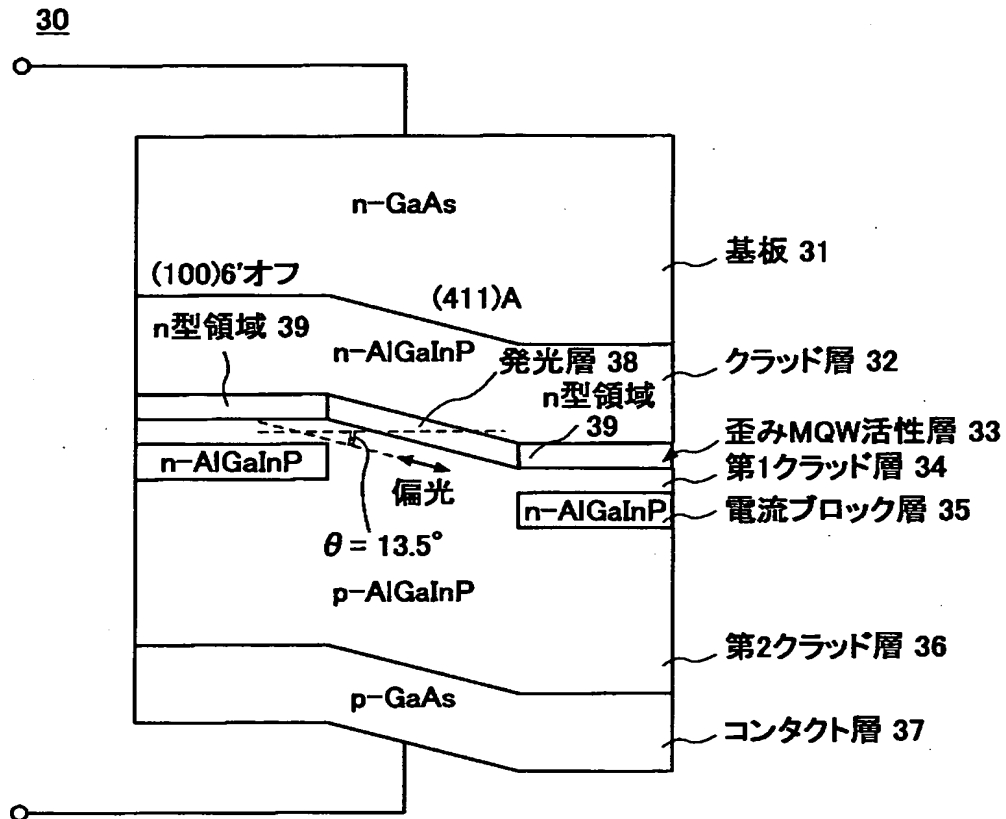 30
n-GaAs
基板 31
(100)6°オフ
(411)A
n型領域 39
n-AlGaInP
発光層 38
クラッド層 32
n型領域
39
歪みMQW活性層 33
第1クラッド層 34
n-AlGaInP
偏光
n-AlGaInP
電流ブロック層 35
θ = 13.5°
p-AlGaInP
第2クラッド層 36
p-GaAs
コンタクト層 37